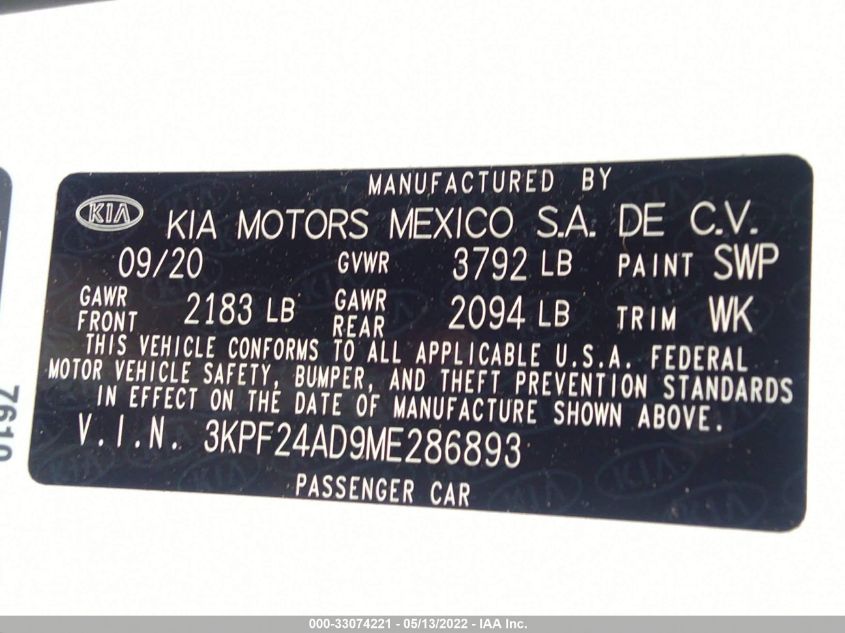 MANUFACTURED BY
KIA KIA MOTORS MEXICO S.A. DE C.V.
09/20 GVWR 3792 LB PAINT SWP
GAWR FRONT 2183 LB GAWR REAR 2094 LB TRIM WK
THIS VEHICLE CONFORMS TO ALL APPLICABLE U.S.A. FEDERAL
MOTOR VEHICLE SAFETY, BUMPER, AND THEFT PREVENTION STANDARDS
IN EFFECT ON THE DATE OF MANUFACTURE SHOWN ABOVE.
V.I.N. 3KPF24AD9ME286893
PASSENGER CAR
000-33074221 - 05/13/2022 - IAA Inc.